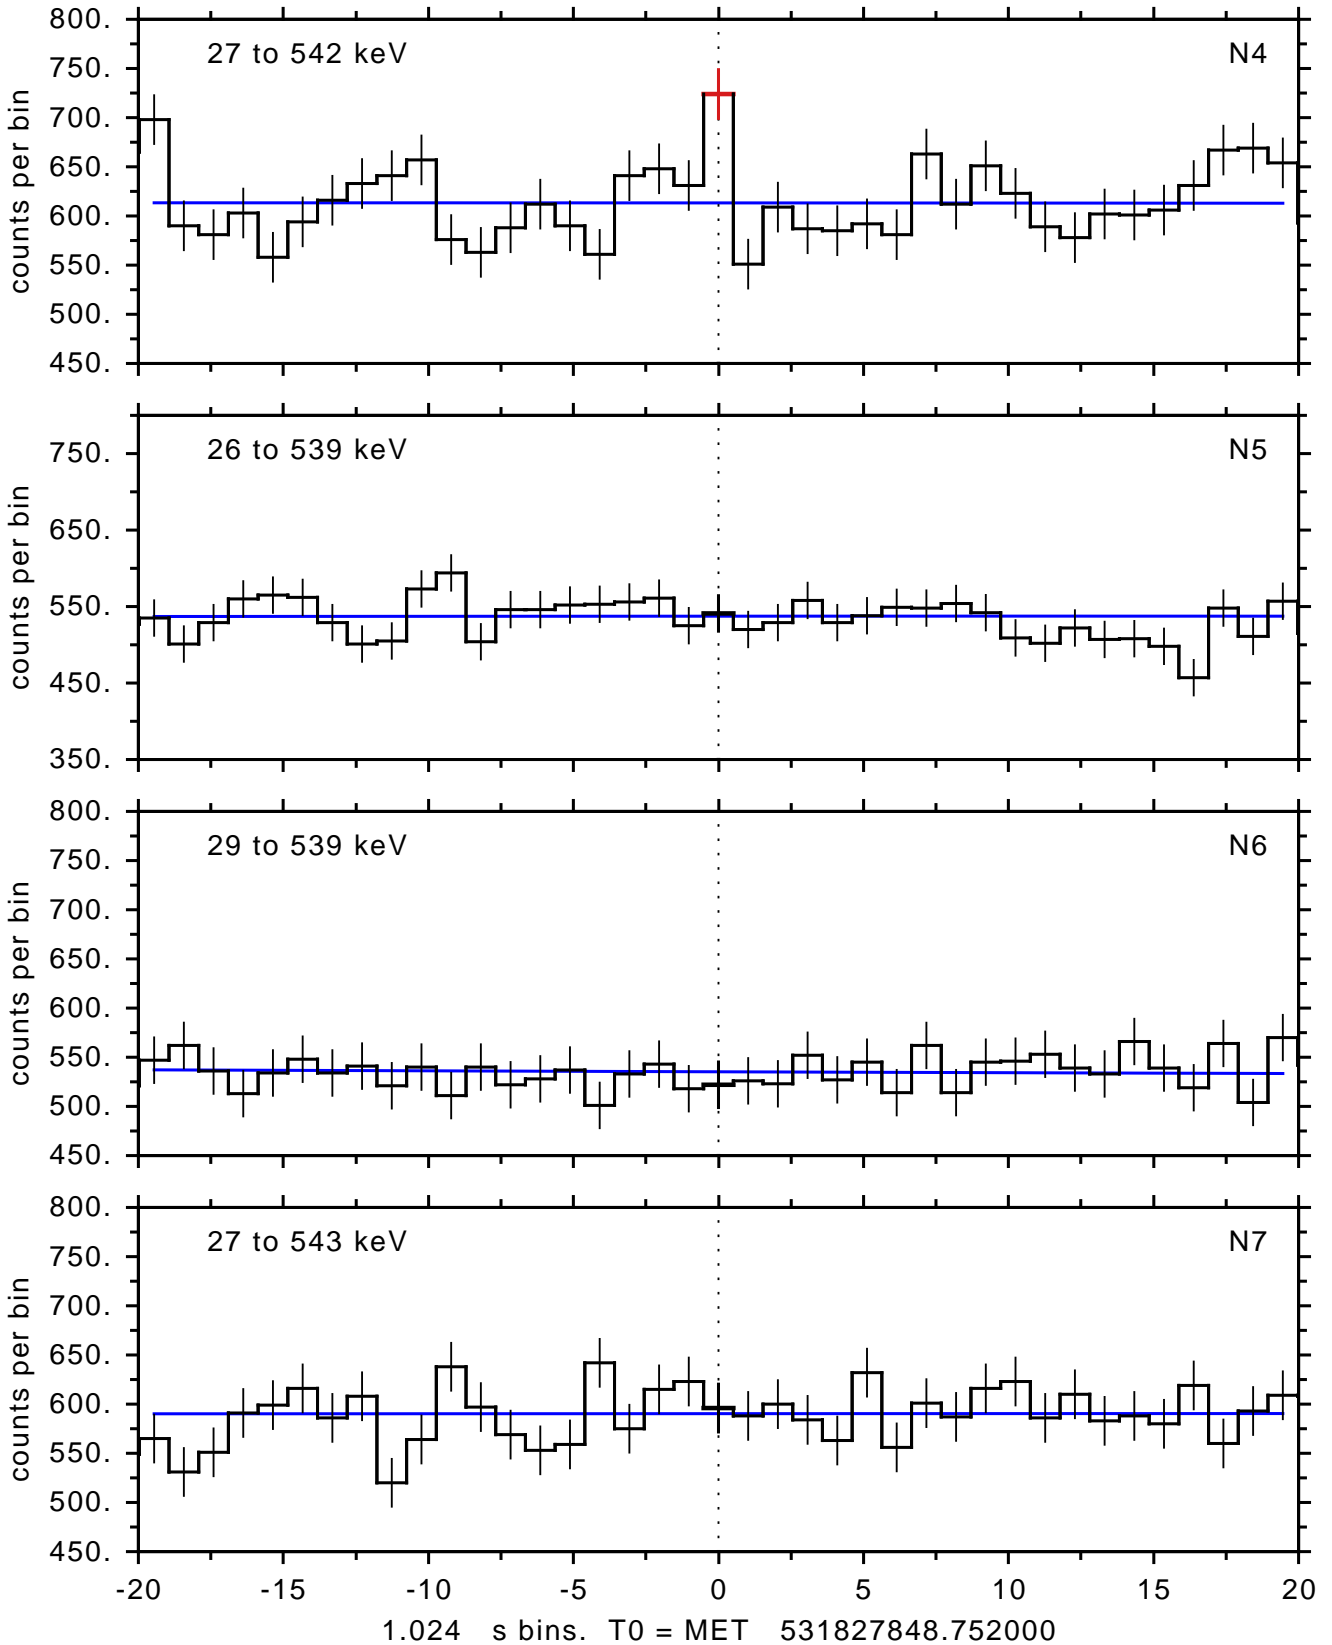 27 to 542 keV N4
800.
750.
700.
650.
600.
550.
500.
450.
counts per bin
26 to 539 keV N5
750.
650.
550.
450.
350.
counts per bin
29 to 539 keV N6
800.
750.
700.
650.
600.
550.
500.
450.
counts per bin
27 to 543 keV N7
800.
750.
700.
650.
600.
550.
500.
450.
counts per bin
-20 -15 -10 -5 0 5 10 15 20
1.024 s bins. T0 = MET 531827848.752000